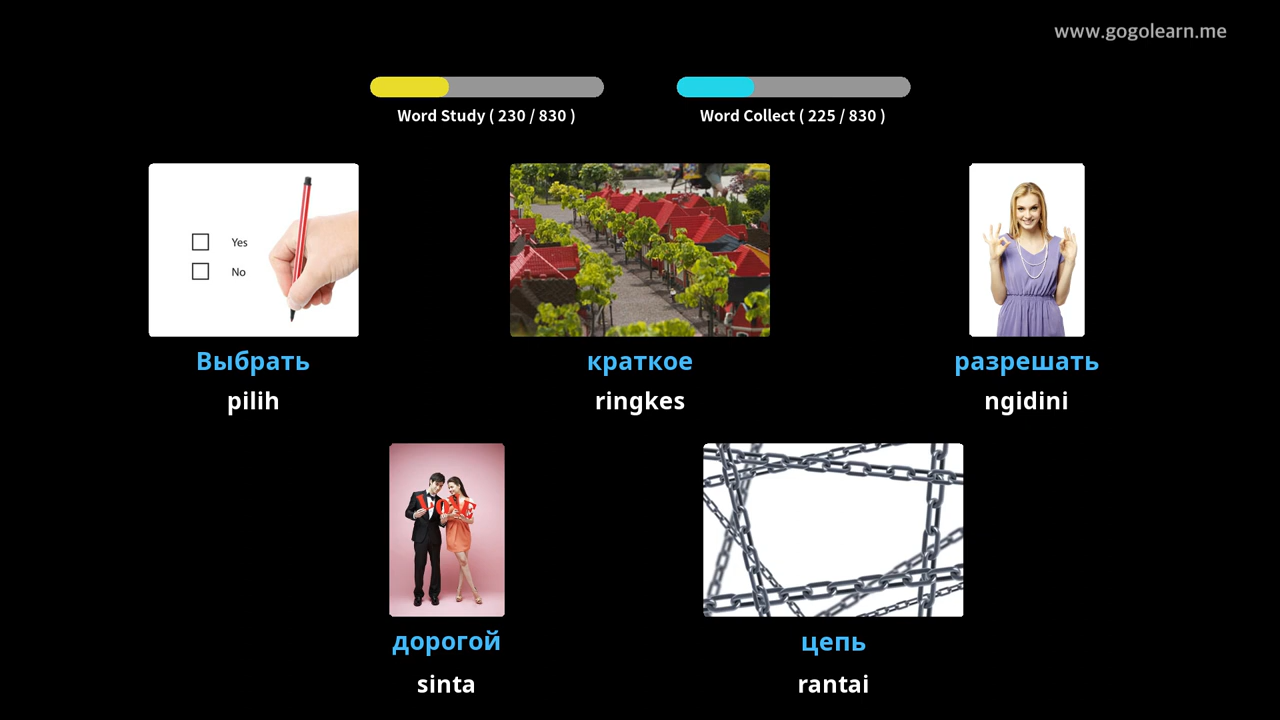 www.gogolearn.me
Word Study ( 230 / 830 )
Word Collect ( 225 / 830 )
Yes
No
Выбрать
pilih
краткое
ringkes
разрешать
ngidini
дорогой
sinta
цепь
rantai